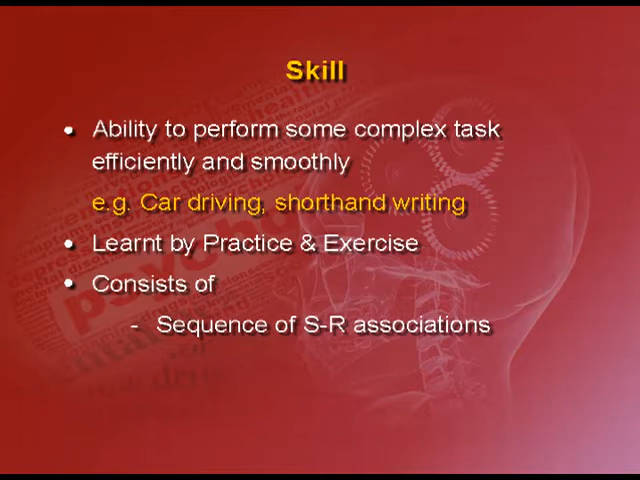 Skill
• Ability to perform some complex task
efficiently and smoothly
e.g. Car driving, shorthand writing
• Learnt by Practice & Exercise
• Consists of
- Sequence of S-R associations